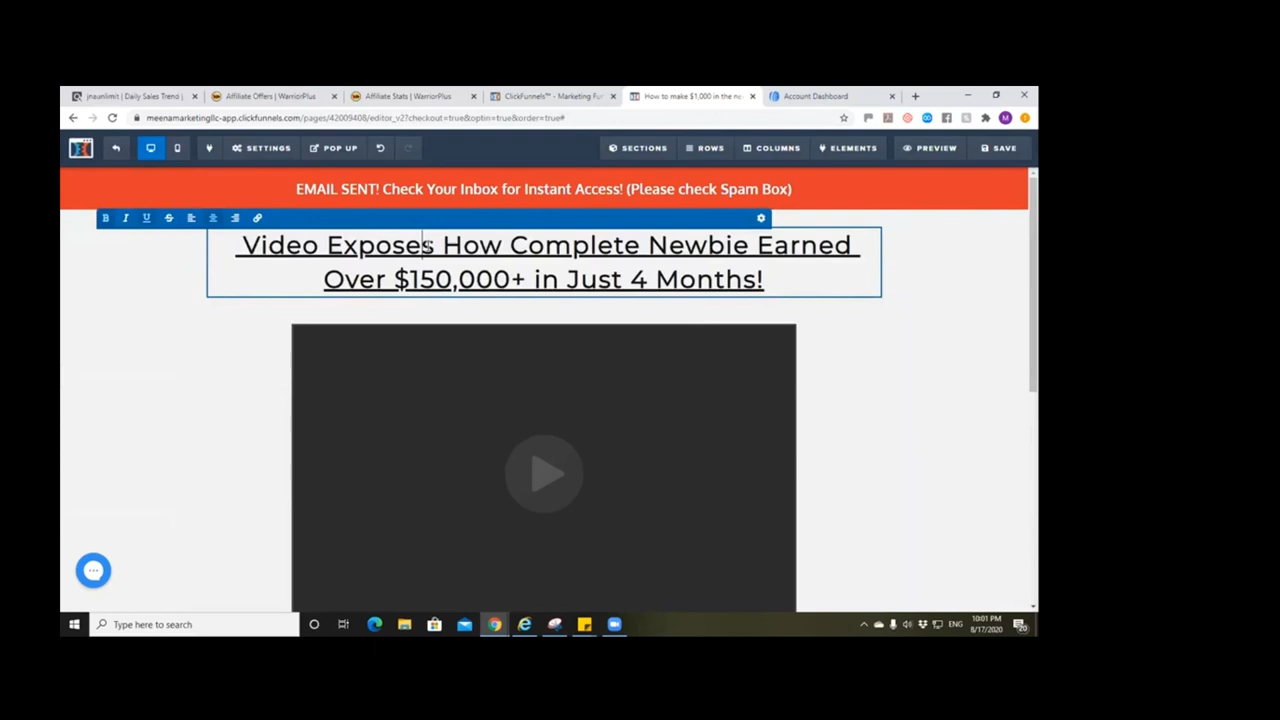 jneunlimit | Daily Sales Trend |
Affiliate Offers | WarriorPlus
Affiliate Stats | WarriorPlus
ClickFunnels™ - Marketing Fu
How to make $1,000 in the ne
Account Dashboard
meenamarketingllc-app.clickfunnels.com/pages/42009408/editor_v2?checkout=true&optin=true&order=true#
M
SETTINGS
POP UP
SECTIONS
ROWS
COLUMNS
ELEMENTS
PREVIEW
SAVE
EMAIL SENT! Check Your Inbox for Instant Access! (Please check Spam Box)
B I U S
Video Exposes How Complete Newbie Earned
Over $150,000+ in Just 4 Months!
Type here to search
ENG
10:01 PM
8/17/2020
20